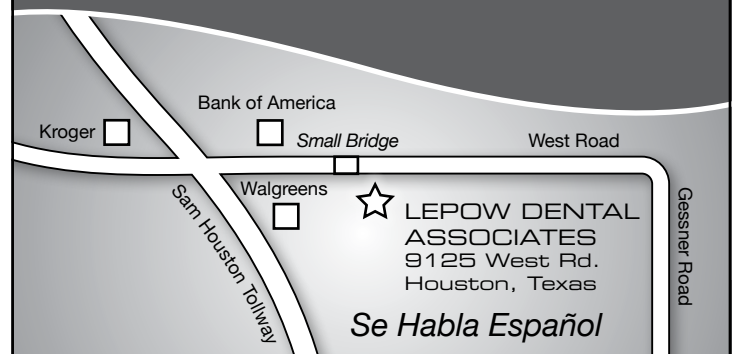 Bank of America
Kroger
Small Bridge
West Road
Walgreens
Sam Houston Tollway
Gessner Road
LEPOW DENTAL
ASSOCIATES
9125 West Rd.
Houston, Texas
Se Habla Español